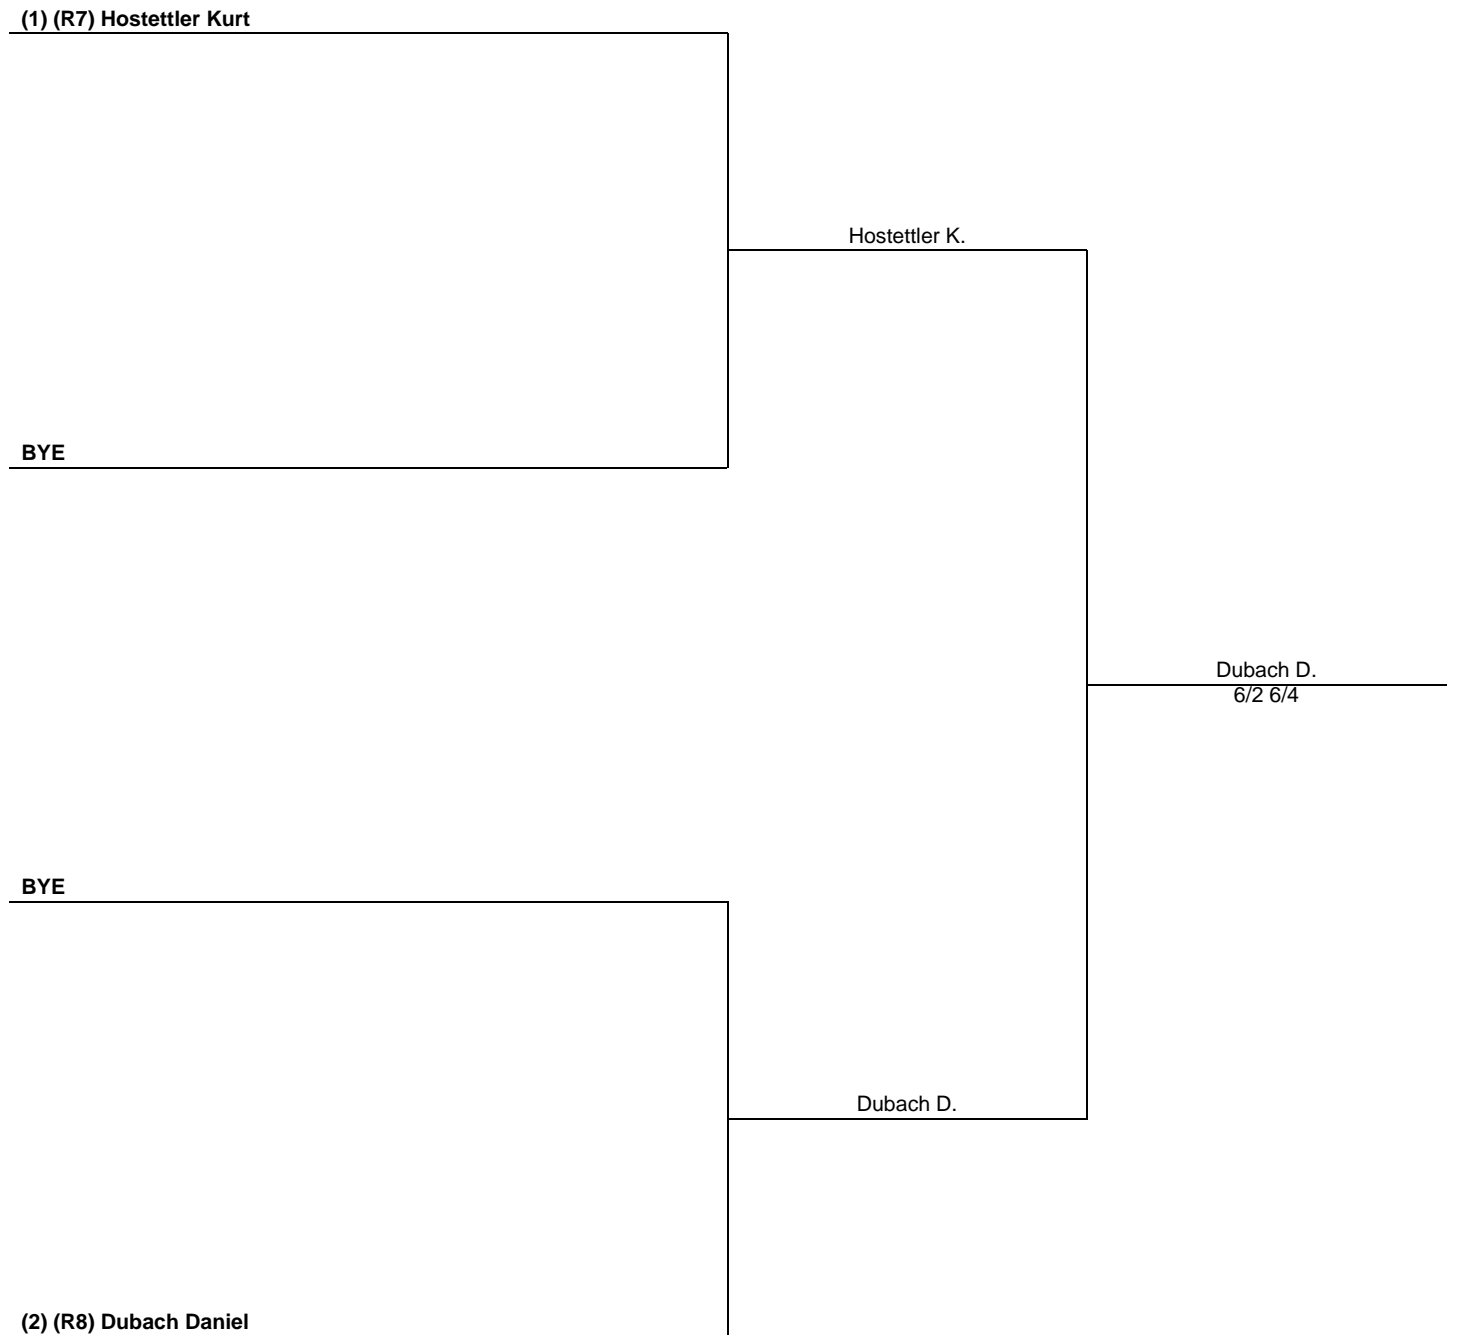 (1) (R7) Hostettler Kurt
Hostettler K.
BYE
Dubach D.
6/2 6/4
BYE
Dubach D.
(2) (R8) Dubach Daniel